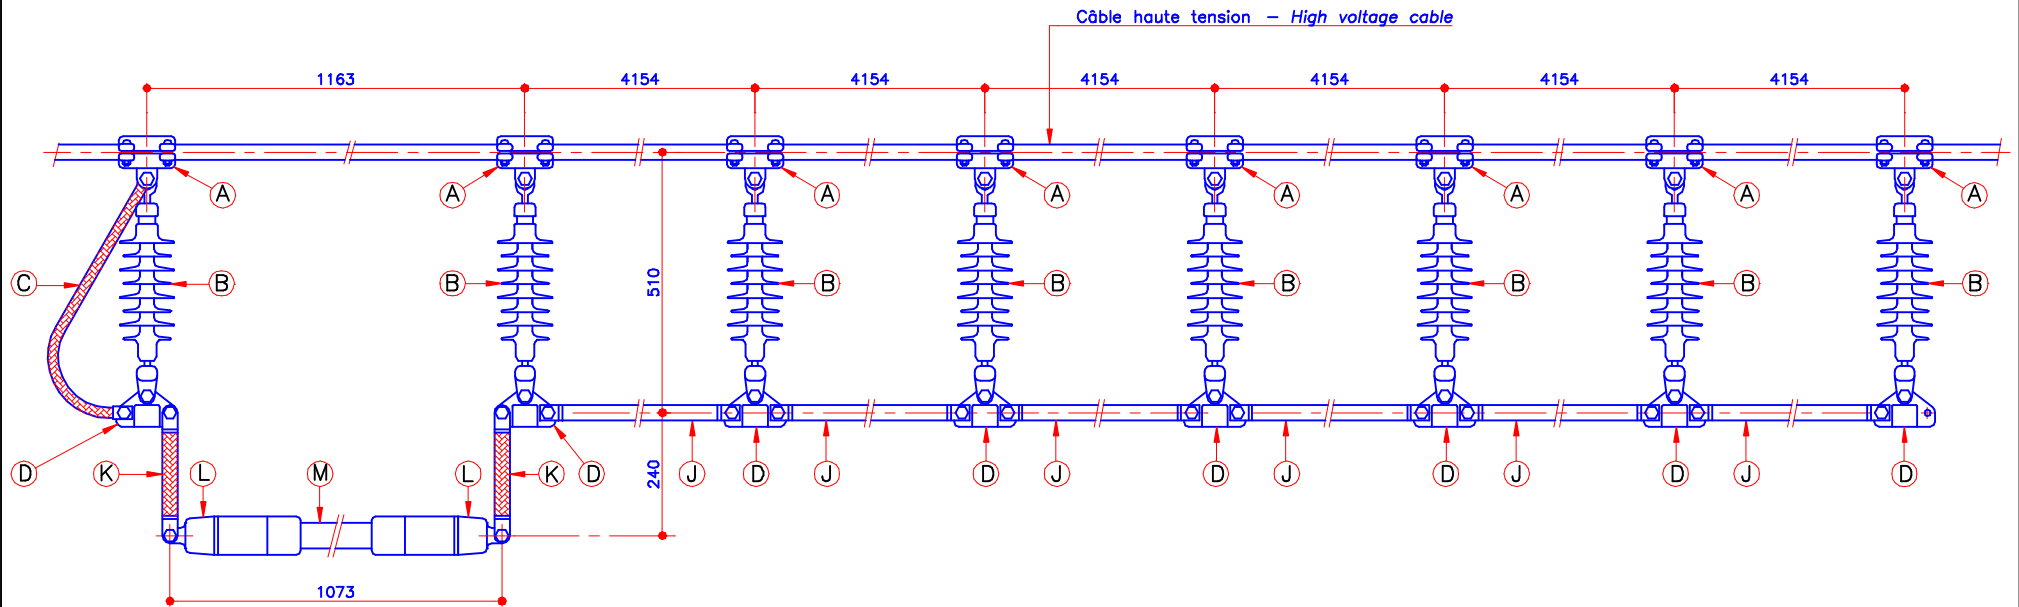 Câble haute tension – High voltage cable
1163 4154 4154 4154 4154 4154 4154
A A A A A A A A
C B B B B B B B B
510
D K L M L K D J D J D J D J D J D J D
240
1073